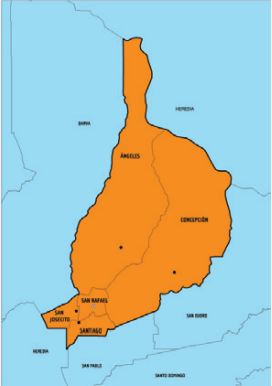 HEREDIA
BARVA
ÁNGELES
CONCEPCIÓN
SAN RAFAEL
SAN
JOSECITO
SANTIAGO
SAN ISIDRO
HEREDIA
SAN PABLO
SANTO DOMINGO